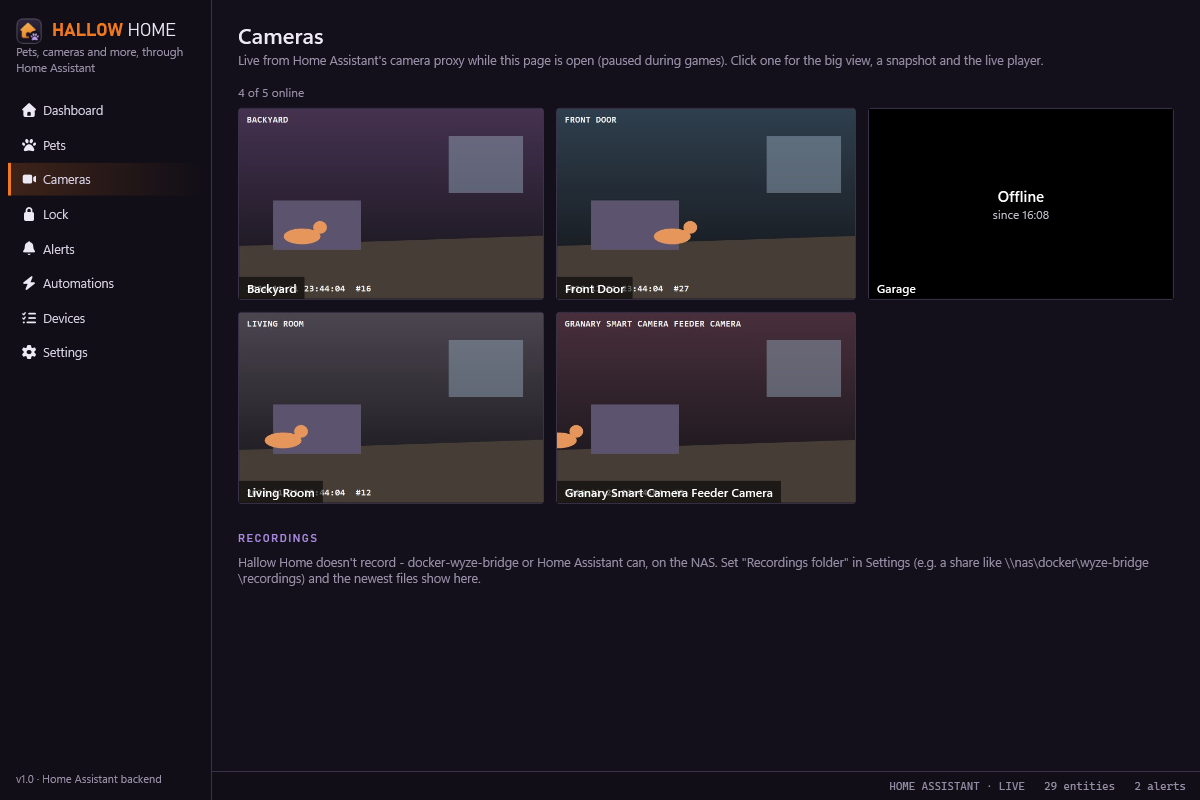 HALLOW HOME
Pets, cameras and more, through
Home Assistant
Dashboard
Pets
Cameras
Lock
Alerts
Automations
Devices
Settings
v1.0 · Home Assistant backend
Cameras
Live from Home Assistant's camera proxy while this page is open (paused during games). Click one for the big view, a snapshot and the live player.
4 of 5 online
BACKYARD
Backyard 23:44:04 #16
FRONT DOOR
Front Door :44:04 #27
Offline
since 16:08
Garage
LIVING ROOM
Living Room :44:04 #12
GRANARY SMART CAMERA FEEDER CAMERA
Granary Smart Camera Feeder Camera
RECORDINGS
Hallow Home doesn't record - docker-wyze-bridge or Home Assistant can, on the NAS. Set "Recordings folder" in Settings (e.g. a share like \\nas\docker\wyze-bridge
\recordings) and the newest files show here.
HOME ASSISTANT · LIVE 29 entities 2 alerts